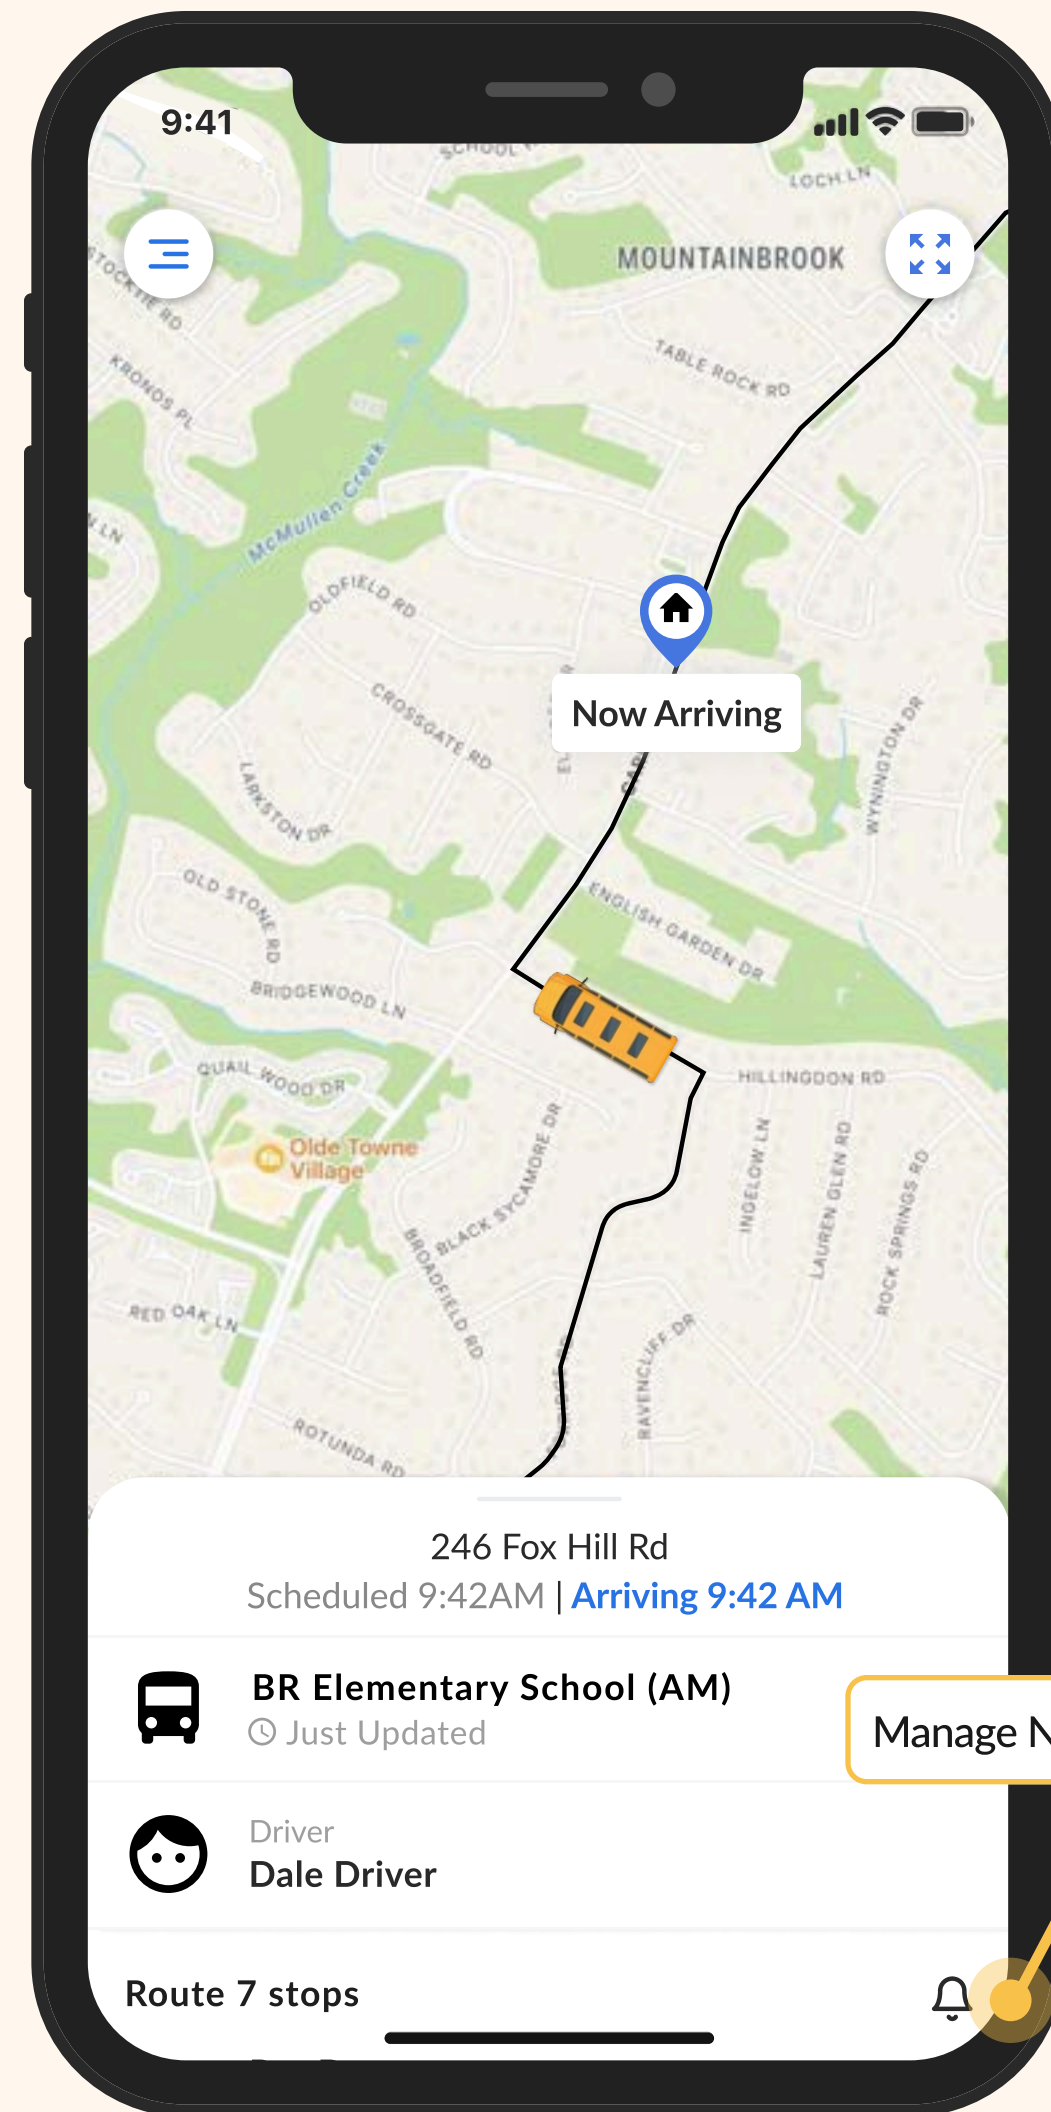 9:41
SCHOOL
LOCH LN
MOUNTAINBROOK
STOCKTIE RD
TABLE ROCK RD
KRONOS PL
McMullen Creek
N LN
OLDFIELD RD
Now Arriving
CROSSGATE RD
WYNINGTON DR
LARKSTON DR
OLD STONE RD
ENGLISH GARDEN DR
BRIDGEWOOD LN
QUAIL WOOD DR
HILLINGDON RD
Olde Towne
Village
BLACK SYCAMORE DR
INGELOW LN
LAUREN GLEN RD
ROCK SPRINGS RD
BROADFIELD RD
RED OAK LN
RAVENCLIFF DR
ROTUNDA RD
246 Fox Hill Rd
Scheduled 9:42AM | Arriving 9:42 AM
BR Elementary School (AM)
Just Updated
Manage N
Driver
Dale Driver
Route 7 stops